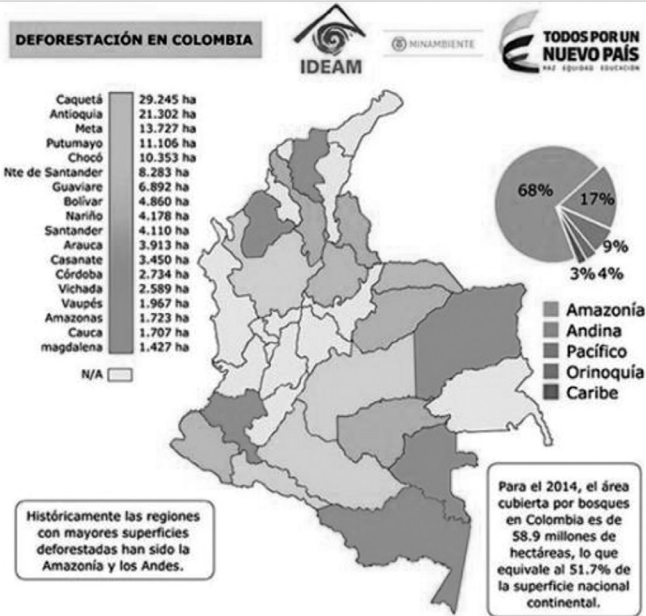 DEFORESTACIÓN EN COLOMBIA
IDEAM
MINAMBIENTE
TODOS POR UN
NUEVO PAÍS
PAZ EQUIDAD EDUCACIÓN
Caquetá 29.245 ha
Antioquia 21.302 ha
Meta 13.727 ha
Putumayo 11.106 ha
Chocó 10.353 ha
Nte de Santander 8.283 ha
Guaviare 6.892 ha
Bolívar 4.860 ha
Nariño 4.178 ha
Santander 4.110 ha
Arauca 3.913 ha
Casanate 3.450 ha
Córdoba 2.734 ha
Vichada 2.589 ha
Vaupés 1.967 ha
Amazonas 1.723 ha
Cauca 1.707 ha
magdalena 1.427 ha
N/A
68%
17%
9%
3% 4%
Amazonía
Andina
Pacífico
Orinoquía
Caribe
Históricamente las regiones
con mayores superficies
deforestadas han sido la
Amazonía y los Andes.
Para el 2014, el área
cubierta por bosques
en Colombia es de
58.9 millones de
hectáreas, lo que
equivale al 51.7% de
la superficie nacional
continental.